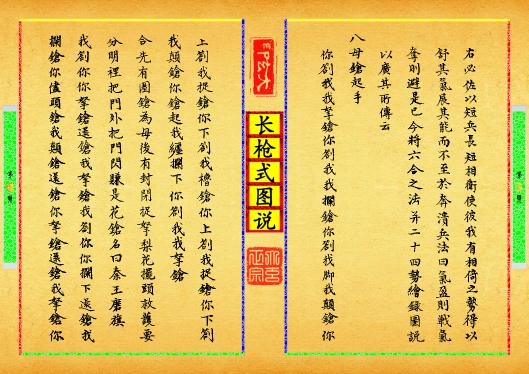 右必佐以短兵長短相衛使彼我有相倚之勢得以
舒其氣展其能而不至於奔潰兵法曰氣盈則戰氣
奪則避是已今將六合之法并二十四勢繪錄圖說
以廣其所傳云
八母鎗起手
你劄我我拏鎗你劄我我攔鎗你劄我脚我顛鎗你
长枪式图说
上劄我捉鎗你下劄我櫓鎗你上劄我捉鎗你下劄
我顛鎗你鎗起我纏攔下你劄我我拏鎗
合先有圈鎗為母後有封閉捉拏梨花擺頭救護要
分明裡把門外把門閃賺是花鎗名曰秦王磨旗
我劄你你拏鎗還鎗我拏鎗我劄你你攔下還鎗我
攔鎗你儘頭鎗我顛鎗還鎗你拏鎗還鎗我拏鎗你